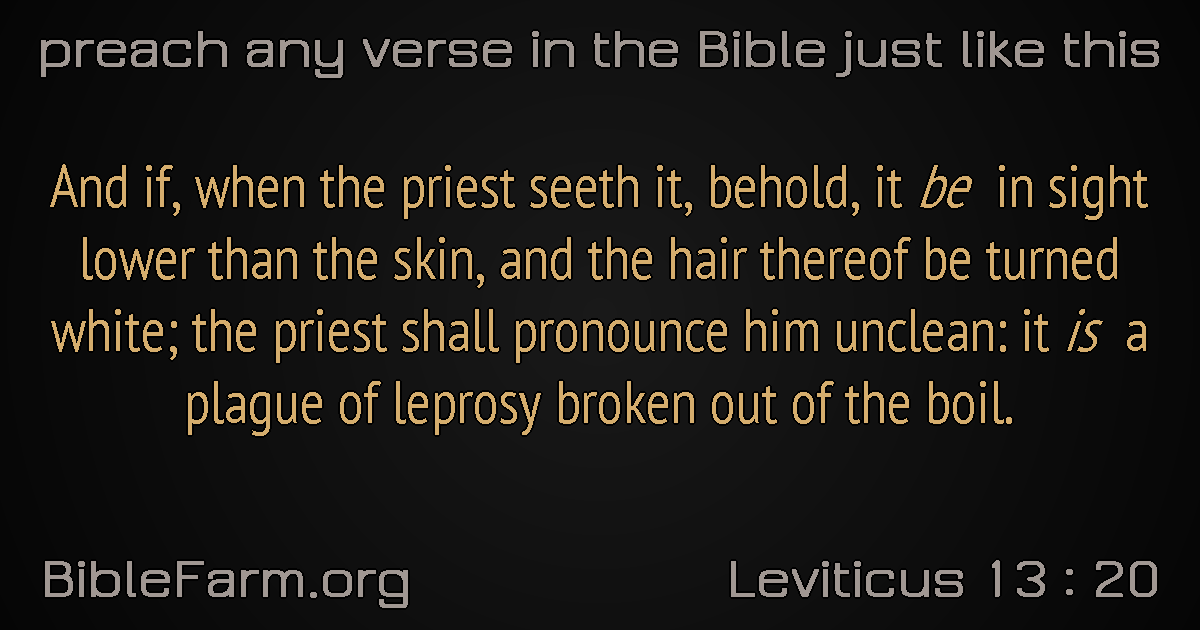 preach any verse in the Bible just like this
And if, when the priest seeth it, behold, it be in sight
lower than the skin, and the hair thereof be turned
white; the priest shall pronounce him unclean: it is a
plague of leprosy broken out of the boil.
BibleFarm.org
Leviticus 13 : 20